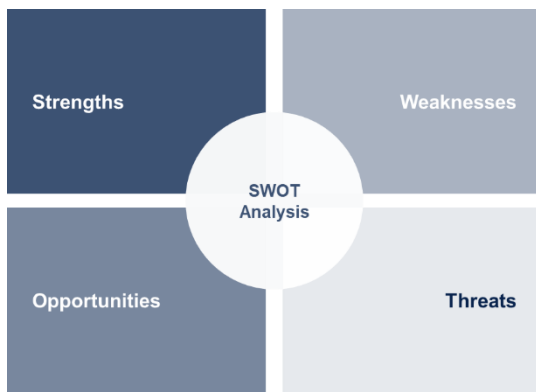 Strengths
Weaknesses
SWOT
Analysis
Opportunities
Threats